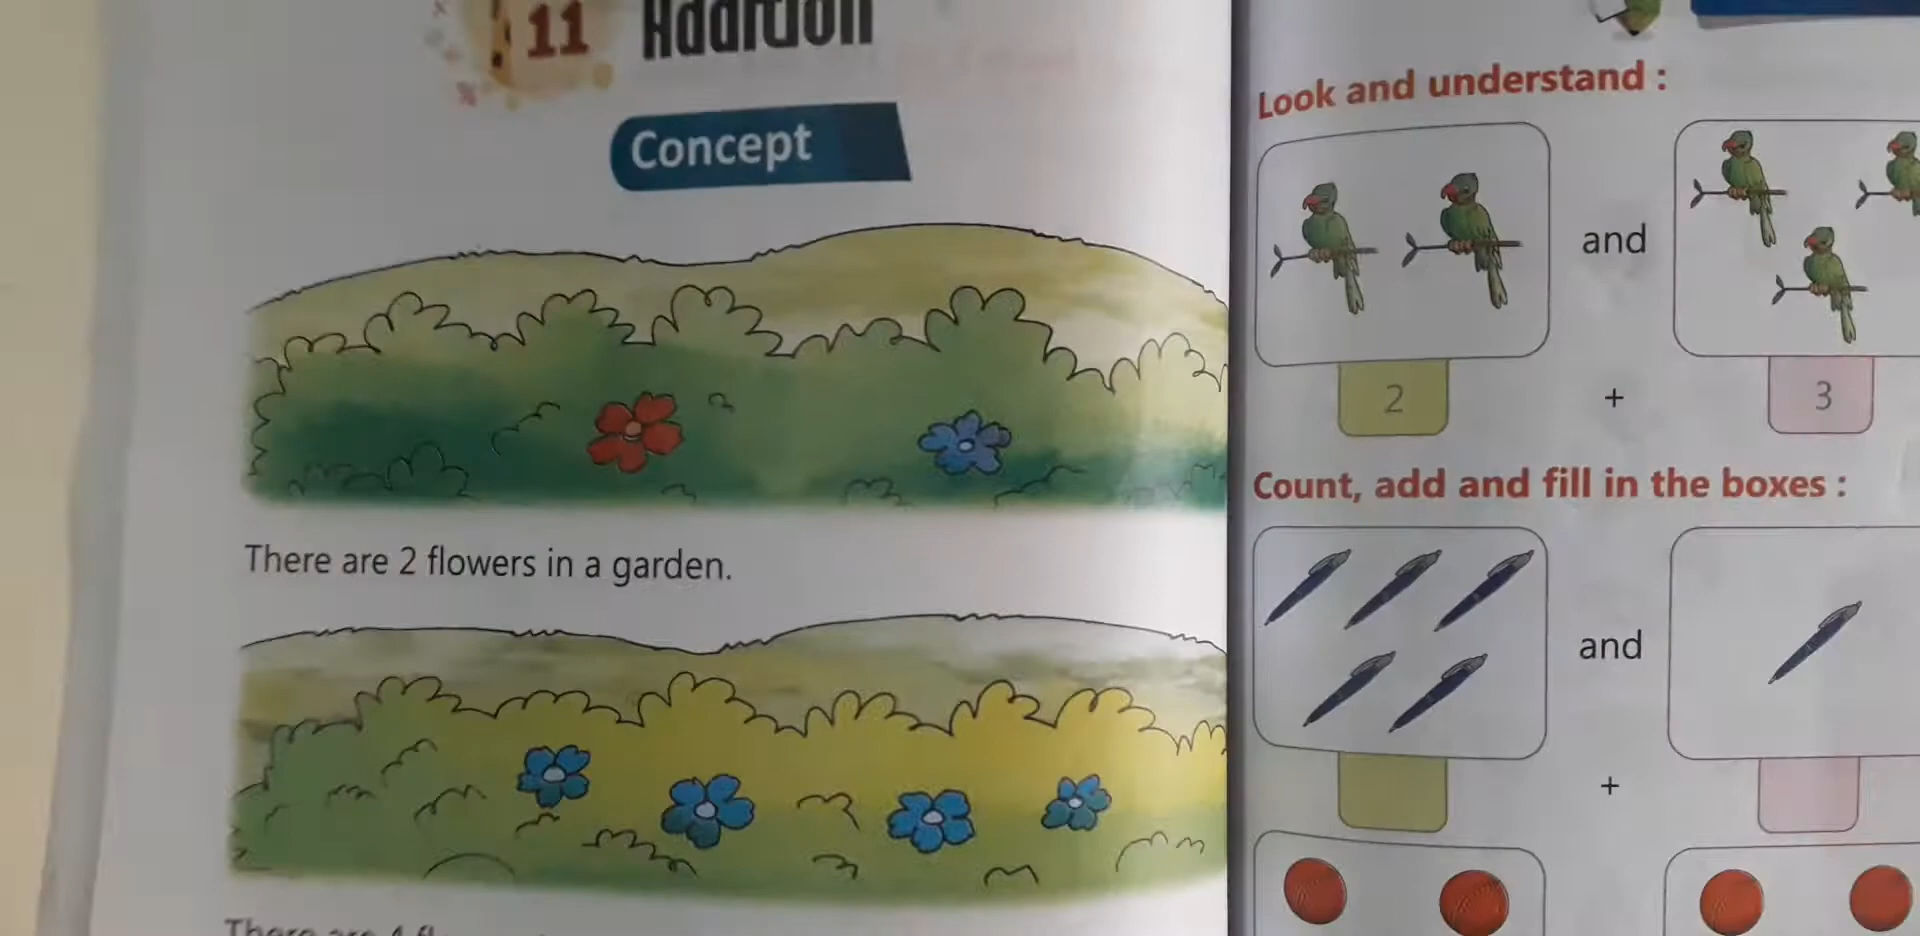 11 Addition
Concept
There are 2 flowers in a garden.
Look and understand :
and
2 + 3
Count, add and fill in the boxes :
and
+